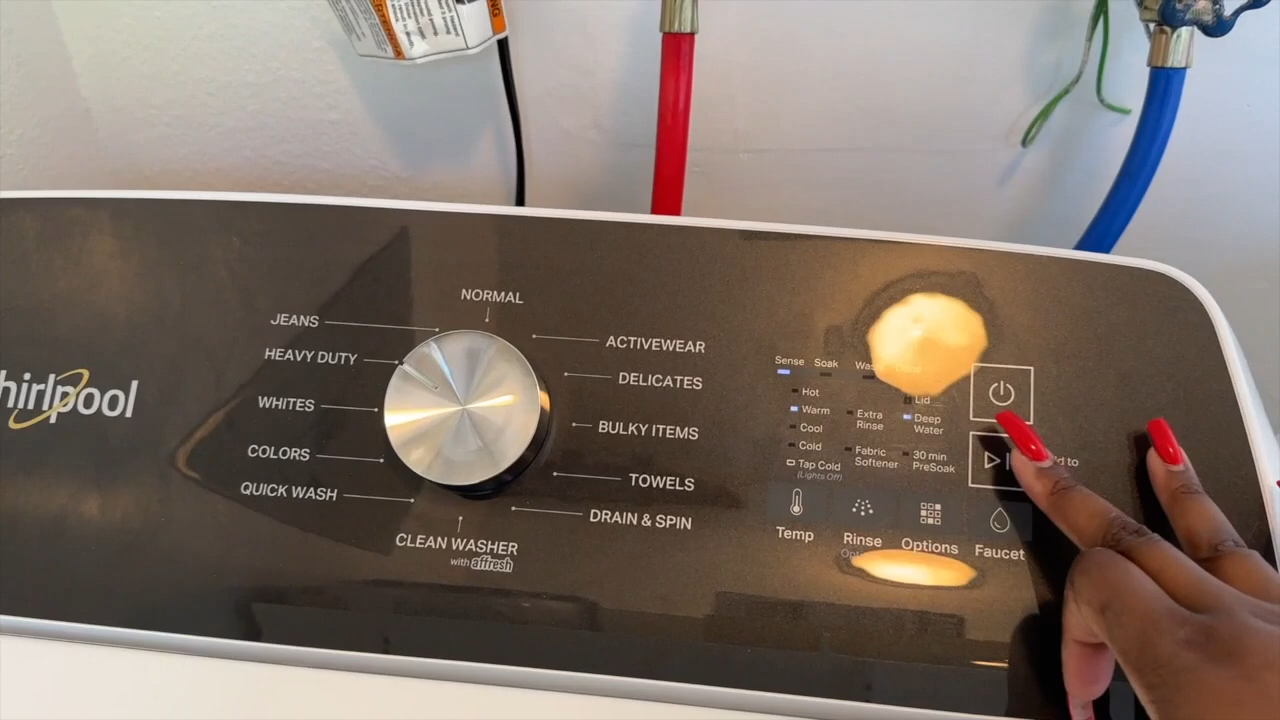 hirlpool
NORMAL
JEANS
HEAVY DUTY
WHITES
COLORS
QUICK WASH
CLEAN WASHER
with affresh
ACTIVEWEAR
DELICATES
BULKY ITEMS
TOWELS
DRAIN & SPIN
Sense Soak
Hot
Warm
Cool
Cold
Tap Cold
(Lights Off)
Extra
Rinse
Fabric
Softener
Lid
Deep
Water
30 min
PreSoak
Temp
Rinse
Options
Faucet